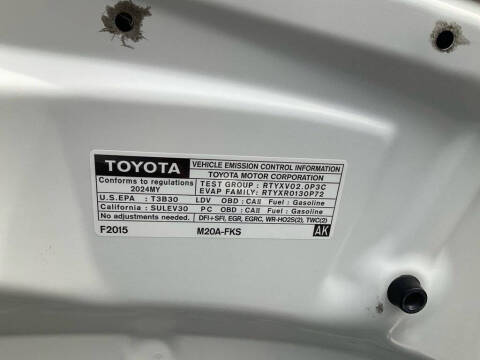 TOYOTA
VEHICLE EMISSION CONTROL INFORMATION
TOYOTA MOTOR CORPORATION
Conforms to regulations
2024MY
TEST GROUP : RTYXV02.0P3C
EVAP FAMILY: RTYXR0130P72
U.S.EPA : T3B30 LDV OBD : CAII Fuel : Gasoline
California : SULEV30 PC OBD : CAII Fuel : Gasoline
No adjustments needed. DFI+SFI, EGR, EGRC, WR-HO2S(2), TWC(2)
F2015 M20A-FKS AK